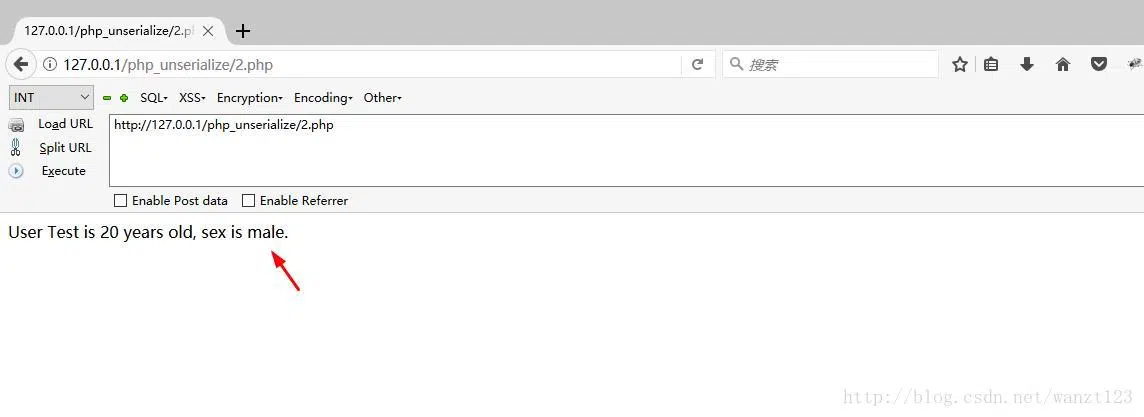 127.0.0.1/php_unserialize/2.p
127.0.0.1/php_unserialize/2.php
搜索
INT SQL XSS Encryption Encoding Other
Load URL
http://127.0.0.1/php_unserialize/2.php
Split URL
Execute
Enable Post data Enable Referrer
User Test is 20 years old, sex is male.
http://blog.csdn.net/wanzt123